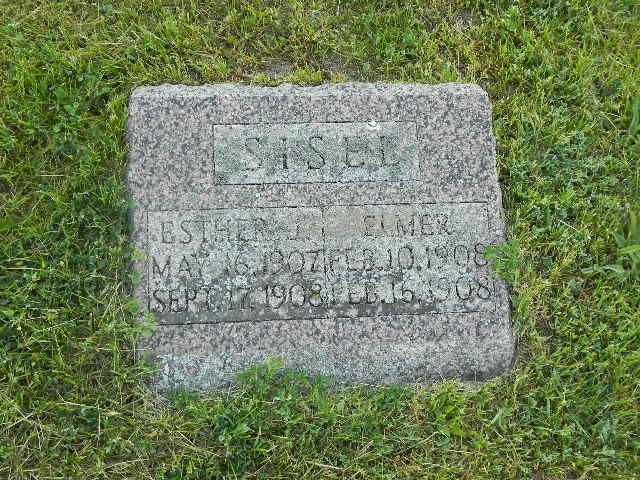 SISEL
ESTHER J. ELMER
MAY 16,1907 FEB.10,1908
SEPT.17,1908 FEB.15,1908